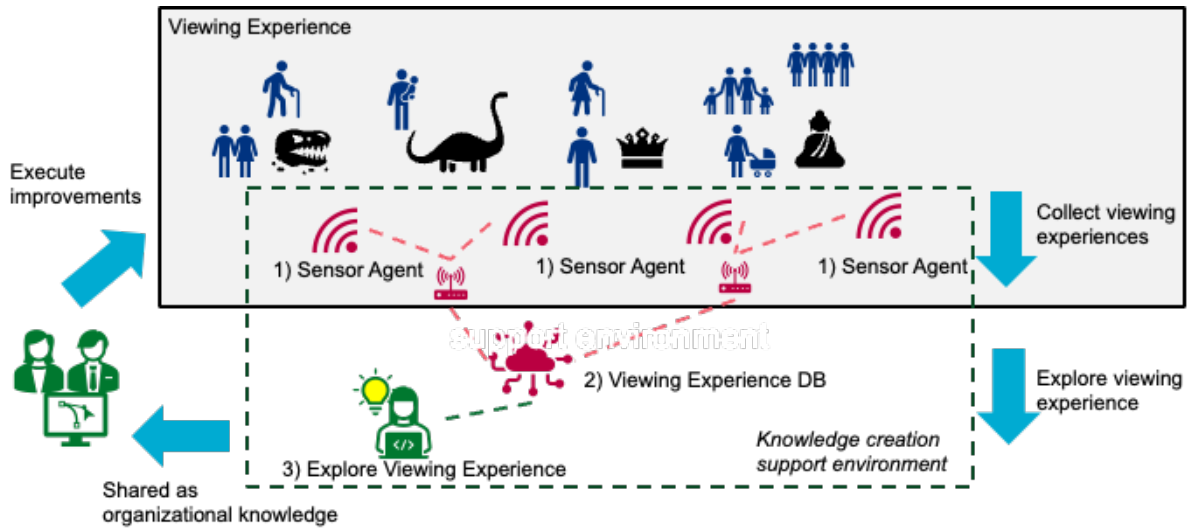 Viewing Experience
Execute
improvements
Collect viewing
experiences
1) Sensor Agent
1) Sensor Agent
1) Sensor Agent
support environment
2) Viewing Experience DB
Explore viewing
experience
</>
Knowledge creation
support environment
3) Explore Viewing Experience
Shared as
organizational knowledge